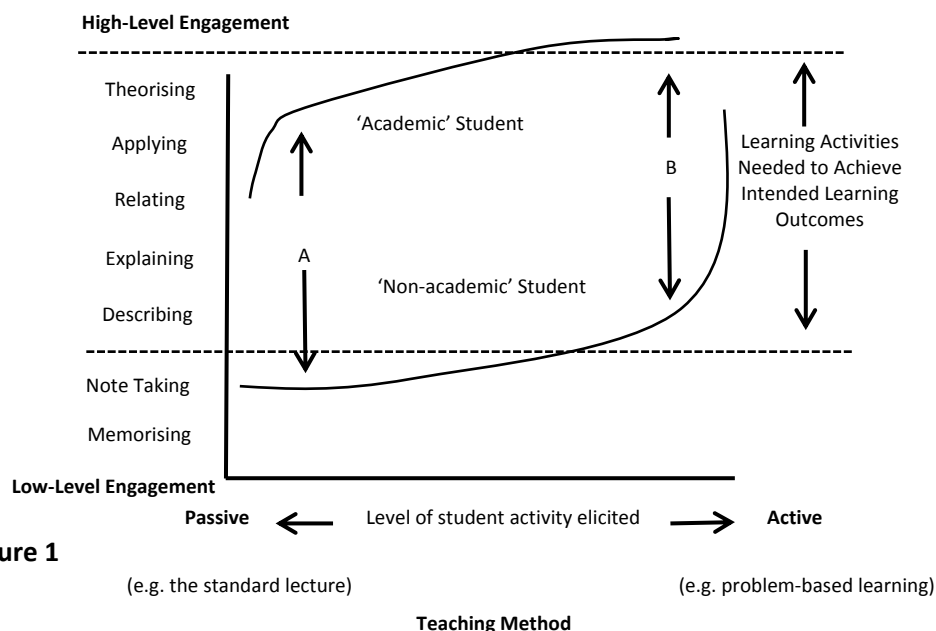 High-Level Engagement
Theorising
'Academic' Student
Applying
Learning Activities
Needed to Achieve
Intended Learning
Outcomes
B
Relating
A
Explaining
'Non-academic' Student
Describing
Note Taking
Memorising
Low-Level Engagement
Passive Level of student activity elicited Active
ure 1
(e.g. the standard lecture) (e.g. problem-based learning)
Teaching Method